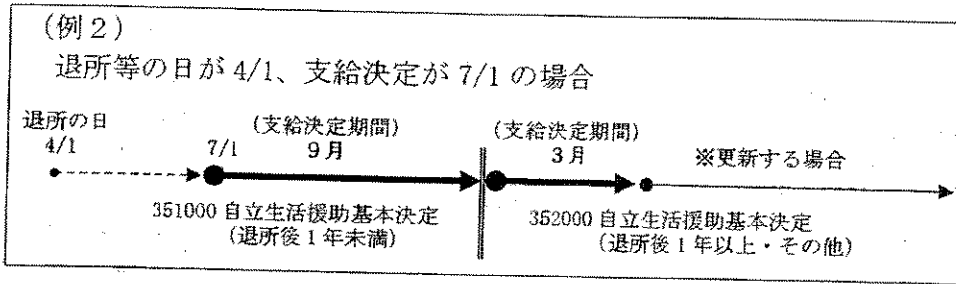 (例2)
退所等の日が 4/1、支給決定が 7/1 の場合
退所の日
4/1
7/1
(支給決定期間)
9月
(支給決定期間)
3月
※更新する場合
351000 自立生活援助基本決定
(退所後1年未満)
352000 自立生活援助基本決定
(退所後1年以上・その他)